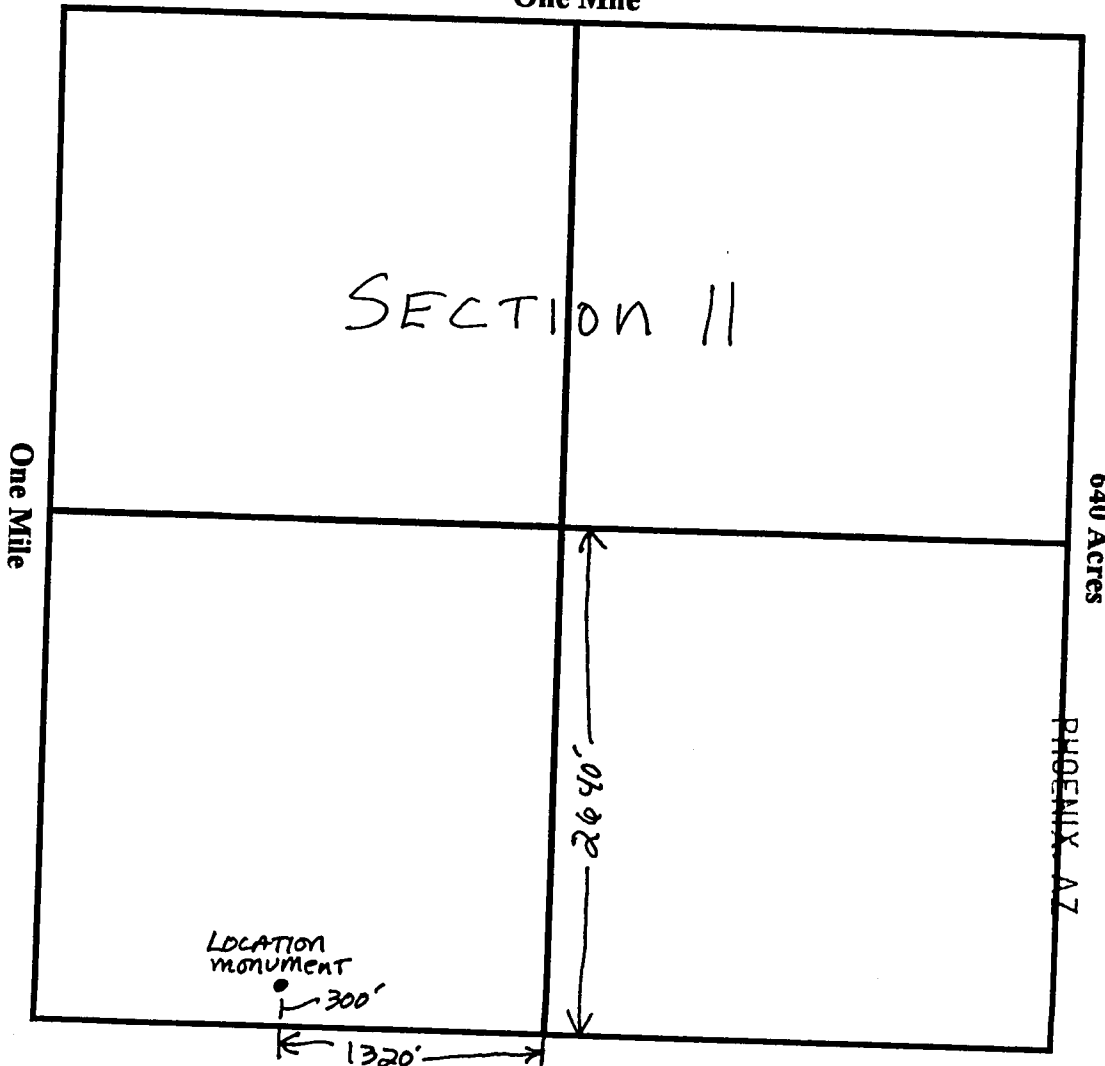 One Mile
SECTION 11
One Mile
640 Acres
2640'
PHOENIX AZ
LOCATION
monument
300'
1320'